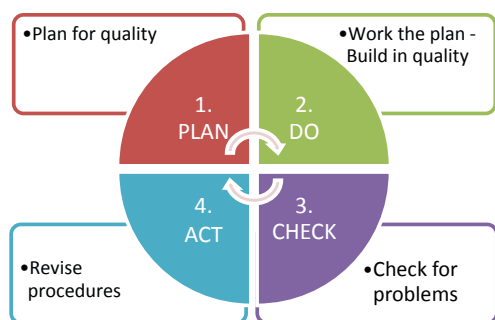 •Plan for quality
•Work the plan -
Build in quality
1.
PLAN
2.
DO
4.
ACT
3.
CHECK
•Revise
procedures
•Check for
problems